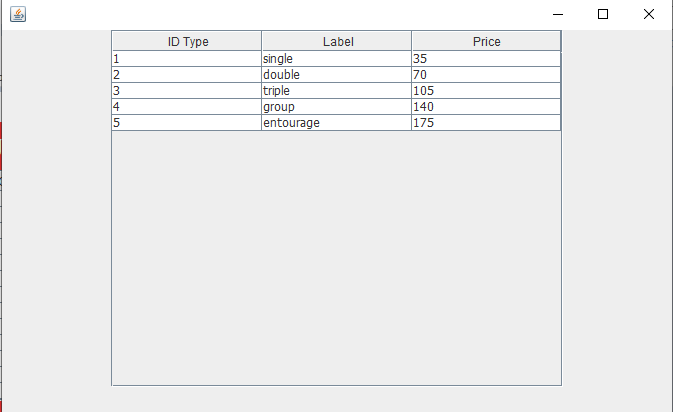 ID Type Label Price
1 single 35
2 double 70
3 triple 105
4 group 140
5 entourage 175